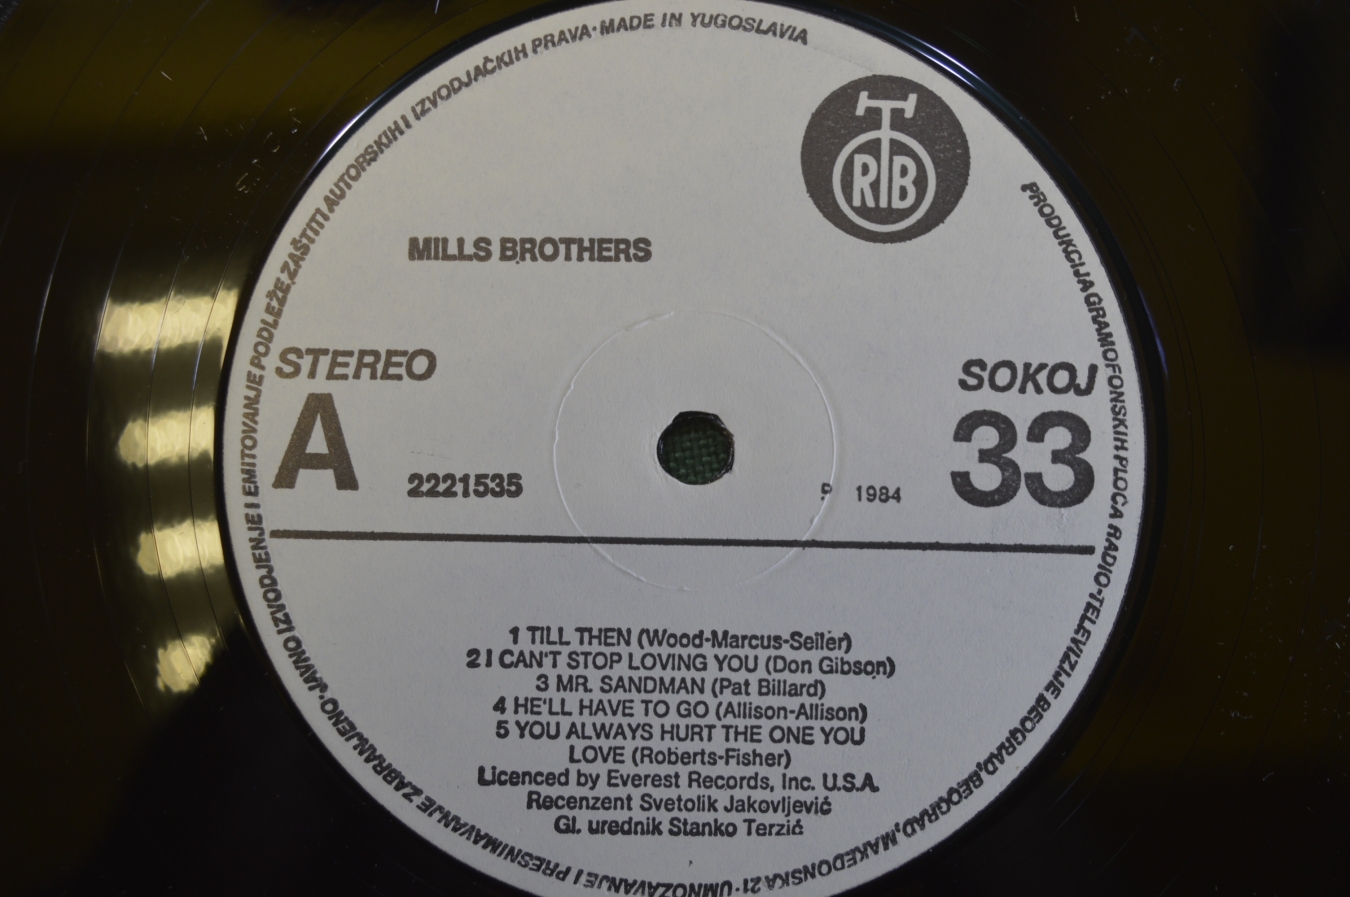 PRODUKCIJA GRAMOFONSKIH PLOČA RADIO-TELEVIZIJE BEOGRAD, BEOGRAD, MAKEDONSKA 21 · UMNOŽAVANJE I PRESNIMAVANJE ZABRANJENO · JAVNO IZVODJENJE I EMITOVANJE PODLEŽE ZAŠTITI AUTORSKIH I IZVODJAČKIH PRAVA · MADE IN YUGOSLAVIA
RTB
MILLS BROTHERS
STEREO
SOKOJ
A
33
2221535
P 1984
1 TILL THEN (Wood-Marcus-Seiler)
2 I CAN'T STOP LOVING YOU (Don Gibson)
3 MR. SANDMAN (Pat Billard)
4 HE'LL HAVE TO GO (Allison-Allison)
5 YOU ALWAYS HURT THE ONE YOU
LOVE (Roberts-Fisher)
Licenced by Everest Records, Inc. U.S.A.
Recenzent Svetolik Jakovljević
Gl. urednik Stanko Terzić